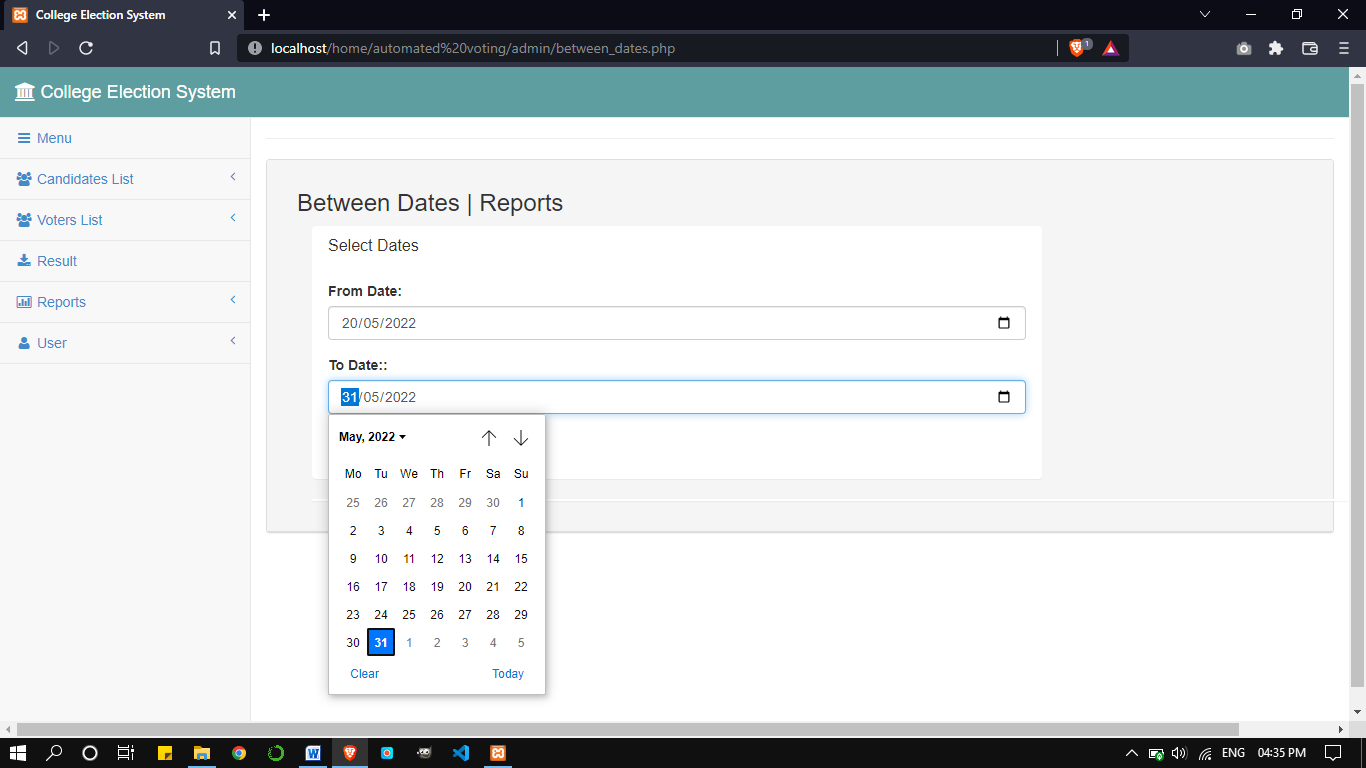 College Election System
localhost/home/automated%20voting/admin/between_dates.php
1
College Election System
Menu
Candidates List
Voters List
Result
Reports
User
Between Dates | Reports
Select Dates
From Date:
20/05/2022
To Date::
31/05/2022
May, 2022
Mo Tu We Th Fr Sa Su
25 26 27 28 29 30 1
2 3 4 5 6 7 8
9 10 11 12 13 14 15
16 17 18 19 20 21 22
23 24 25 26 27 28 29
30 31 1 2 3 4 5
Clear Today
ENG 04:35 PM